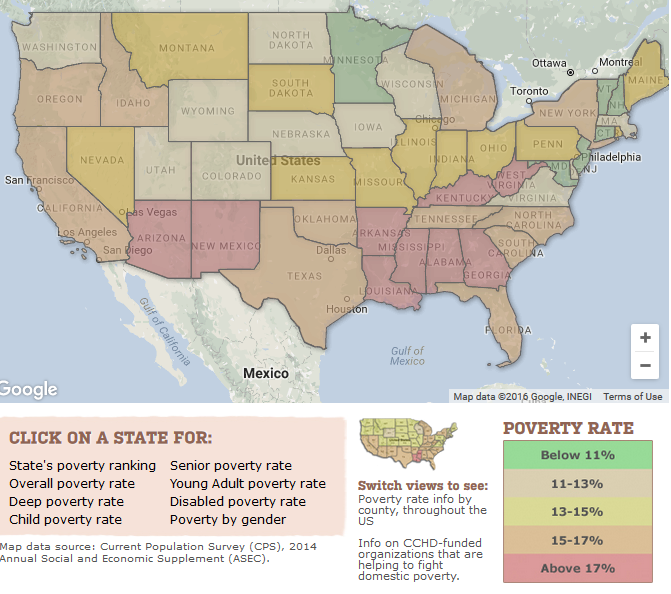 WASHINGTON
MONTANA
NORTH
DAKOTA
MINNESOTA
Ottawa
Montreal
MAINE
OREGON
IDAHO
WYOMING
SOUTH
DAKOTA
WISCONSIN
MICHIGAN
Toronto
VT
NH
NEW YORK
MA
CT
NEVADA
UTAH
COLORADO
NEBRASKA
IOWA
Chicago
ILLINOIS
INDIANA
OHIO
PENN
Philadelphia
NJ
MD
United States
San Francisco
CALIFORNIA
Las Vegas
KANSAS
MISSOURI
WEST
VIRGINIA
KENTUCKY
VIRGINIA
Los Angeles
San Diego
ARIZONA
NEW MEXICO
OKLAHOMA
ARKANSAS
TENNESSEE
NORTH
CAROLINA
SOUTH
CAROLINA
Dallas
TEXAS
MISSISSIPPI
ALABAMA
GEORGIA
LOUISIANA
Houston
FLORIDA
Gulf of
California
Gulf of
Mexico
Mexico
+
−
Google
Map data ©2016 Google, INEGI Terms of Use
CLICK ON A STATE FOR:
State's poverty ranking
Overall poverty rate
Deep poverty rate
Child poverty rate
Senior poverty rate
Young Adult poverty rate
Disabled poverty rate
Poverty by gender
Map data source: Current Population Survey (CPS), 2014
Annual Social and Economic Supplement (ASEC).
Switch views to see:
Poverty rate info by
county, throughout the
US
Info on CCHD-funded
organizations that are
helping to fight
domestic poverty.
POVERTY RATE
Below 11%
11-13%
13-15%
15-17%
Above 17%